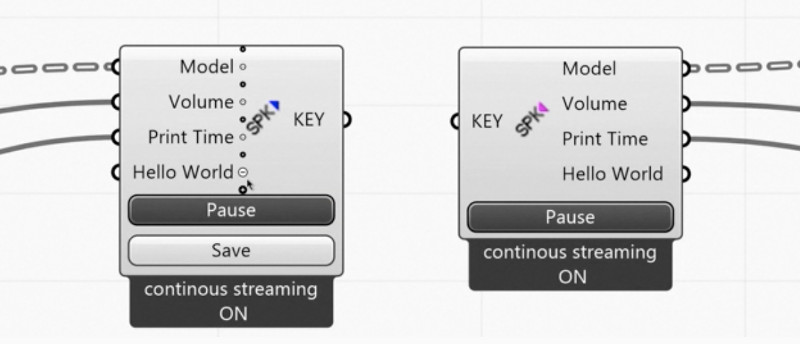 Model
Volume
Print Time
Hello World
SPK
KEY
Pause
Save
continous streaming
ON
KEY
SPK
Model
Volume
Print Time
Hello World
Pause
continous streaming
ON